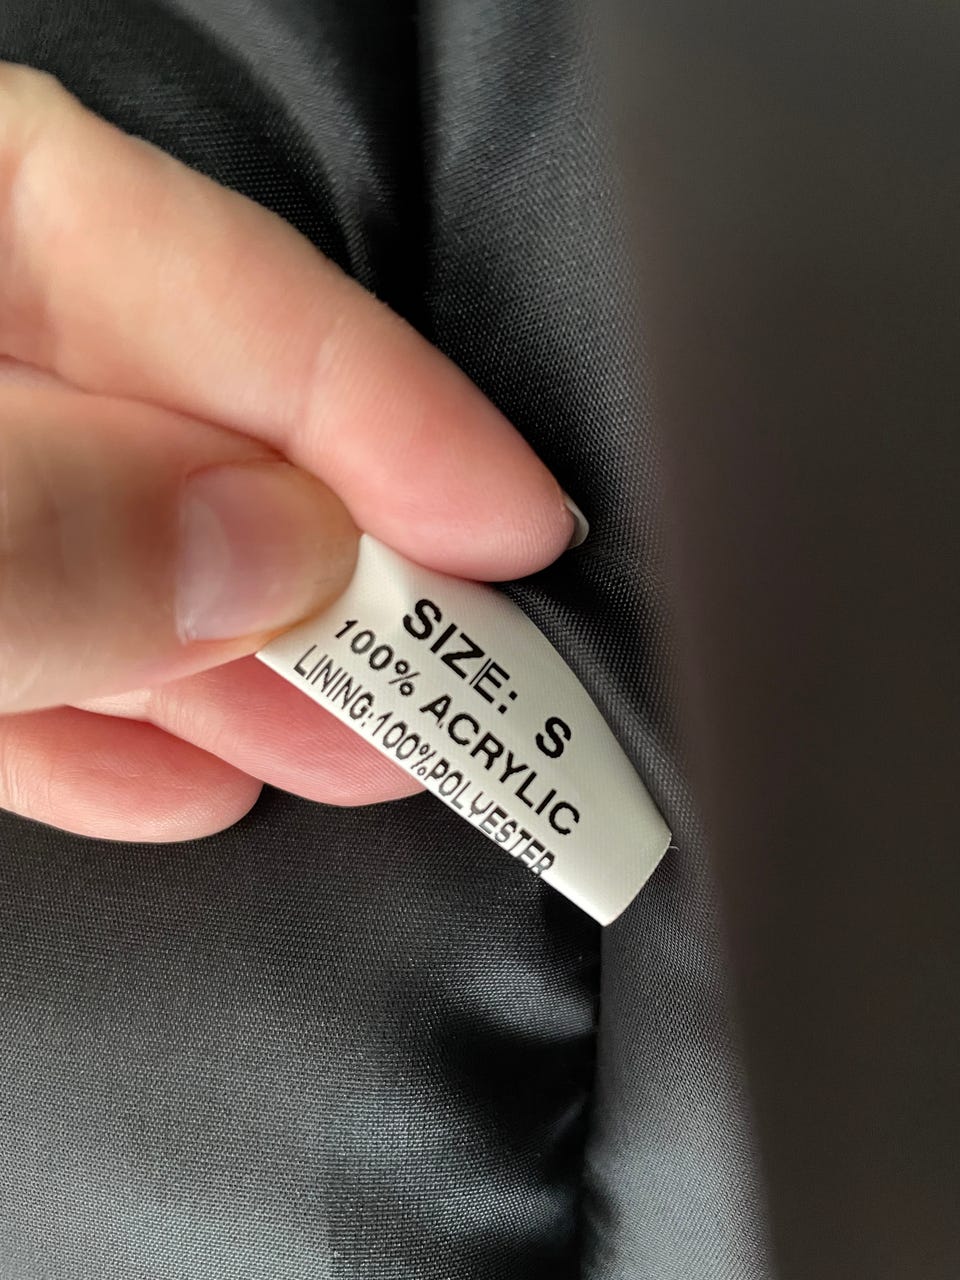 SIZE: S
100% ACRYLIC
LINING:100%POLYESTER